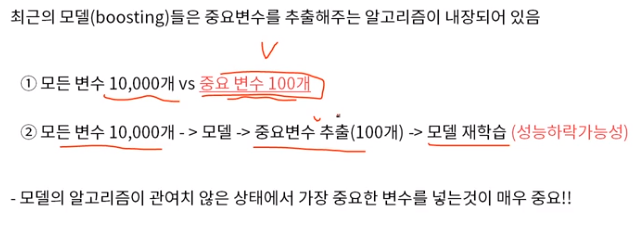 최근의 모델(boosting)들은 중요변수를 추출해주는 알고리즘이 내장되어 있음
① 모든 변수 10,000개 vs 중요 변수 100개
② 모든 변수 10,000개 -> 모델 -> 중요변수 추출(100개) -> 모델 재학습 (성능하락가능성)
- 모델의 알고리즘이 관여치 않은 상태에서 가장 중요한 변수를 넣는것이 매우 중요!!